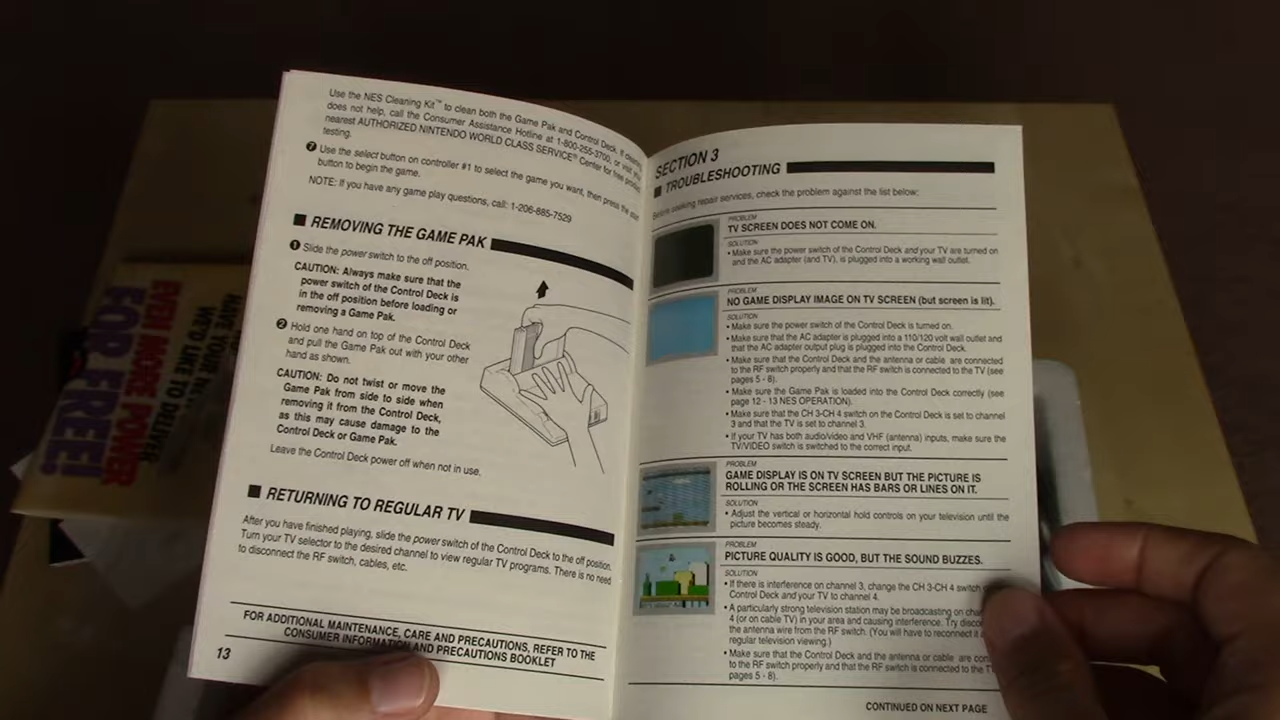 Use the NES Cleaning Kit™ to clean both the Game Pak and Control Deck. If cleaning
does not help, call the Consumer Assistance Hotline at 1-800-255-3700, or visit your
nearest AUTHORIZED NINTENDO WORLD CLASS SERVICE® Center for free product
testing.
❼ Use the select button on controller #1 to select the game you want, then press the start
button to begin the game.
NOTE: If you have any game play questions, call: 1-206-885-7529
■ REMOVING THE GAME PAK
❶ Slide the power switch to the off position.
CAUTION: Always make sure that the
power switch of the Control Deck is
in the off position before loading or
removing a Game Pak.
❷ Hold one hand on top of the Control Deck
and pull the Game Pak out with your other
hand as shown.
CAUTION: Do not twist or move the
Game Pak from side to side when
removing it from the Control Deck,
as this may cause damage to the
Control Deck or Game Pak.
Leave the Control Deck power off when not in use.
■ RETURNING TO REGULAR TV
After you have finished playing, slide the power switch of the Control Deck to the off position.
Turn your TV selector to the desired channel to view regular TV programs. There is no need
to disconnect the RF switch, cables, etc.
FOR ADDITIONAL MAINTENANCE, CARE AND PRECAUTIONS, REFER TO THE
CONSUMER INFORMATION AND PRECAUTIONS BOOKLET
13
SECTION 3
■ TROUBLESHOOTING
Before seeking repair services, check the problem against the list below:
PROBLEM
TV SCREEN DOES NOT COME ON.
SOLUTION
• Make sure the power switch of the Control Deck and your TV are turned on
and the AC adapter (and TV), is plugged into a working wall outlet.
PROBLEM
NO GAME DISPLAY IMAGE ON TV SCREEN (but screen is lit).
SOLUTION
• Make sure the power switch of the Control Deck is turned on.
• Make sure that the AC adapter is plugged into a 110/120 volt wall outlet and
that the AC adapter output plug is plugged into the Control Deck.
• Make sure that the Control Deck and the antenna or cable are connected
to the RF switch properly and that the RF switch is connected to the TV (see
pages 5 - 8).
• Make sure the Game Pak is loaded into the Control Deck correctly (see
page 12 - 13 NES OPERATION).
• Make sure that the CH 3-CH 4 switch on the Control Deck is set to channel
3 and that the TV is set to channel 3.
• If your TV has both audio/video and VHF (antenna) inputs, make sure the
TV/VIDEO switch is switched to the correct input.
PROBLEM
GAME DISPLAY IS ON TV SCREEN BUT THE PICTURE IS
ROLLING OR THE SCREEN HAS BARS OR LINES ON IT.
SOLUTION
• Adjust the vertical or horizontal hold controls on your television until the
picture becomes steady.
PROBLEM
PICTURE QUALITY IS GOOD, BUT THE SOUND BUZZES.
SOLUTION
• If there is interference on channel 3, change the CH 3-CH 4 switch
Control Deck and your TV to channel 4.
• A particularly strong television station may be broadcasting on
4 (or on cable TV) in your area and causing interference. Try
the antenna wire from the RF switch. (You will have to reconnect it
regular television viewing.)
• Make sure that the Control Deck and the antenna or cable are
to the RF switch properly and that the RF switch is connected to the
pages 5 - 8).
CONTINUED ON NEXT PAGE
HAVE YOUR
WE'D LIKE TO DELIVER
EVEN MORE POWER
FOR FREE!